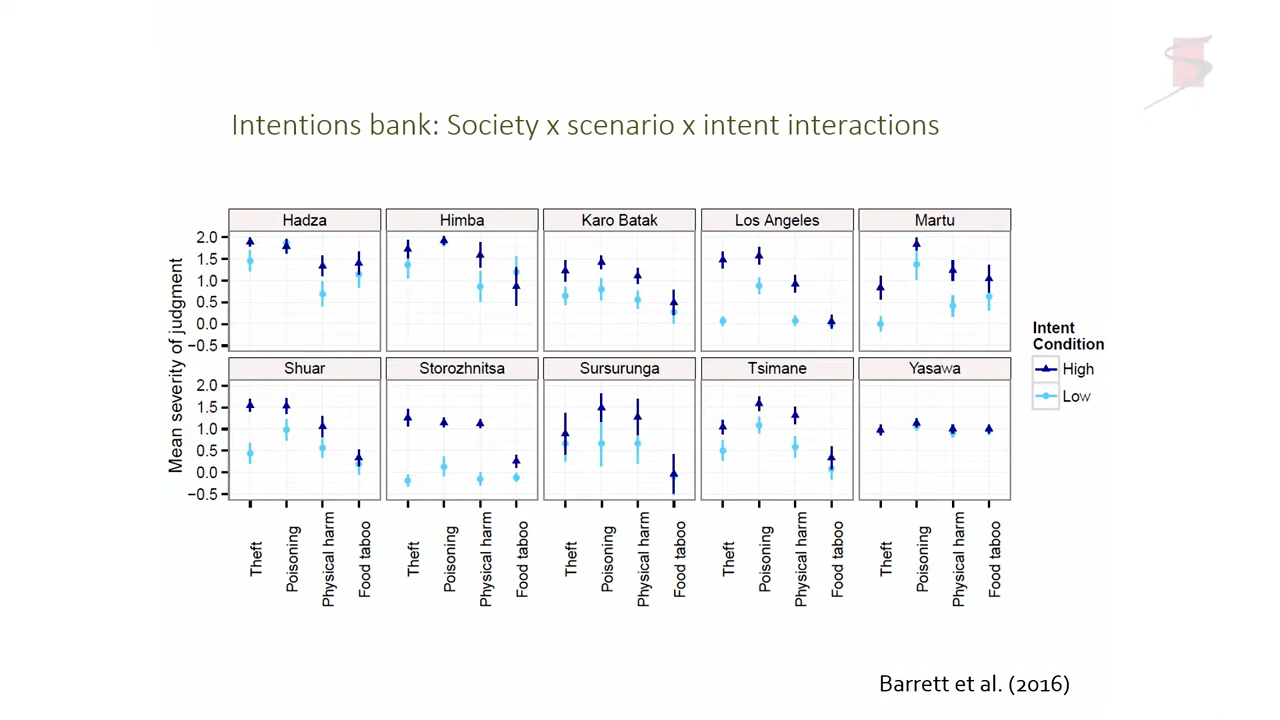 Intentions bank: Society x scenario x intent interactions
Hadza
Himba
Karo Batak
Los Angeles
Martu
2.0
1.5
1.0
0.5
0.0
−0.5
Shuar
Storozhnitsa
Sursurunga
Tsimane
Yasawa
2.0
1.5
1.0
0.5
0.0
−0.5
Mean severity of judgment
Theft
Poisoning
Physical harm
Food taboo
Theft
Poisoning
Physical harm
Food taboo
Theft
Poisoning
Physical harm
Food taboo
Theft
Poisoning
Physical harm
Food taboo
Theft
Poisoning
Physical harm
Food taboo
Intent
Condition
High
Low
Barrett et al. (2016)